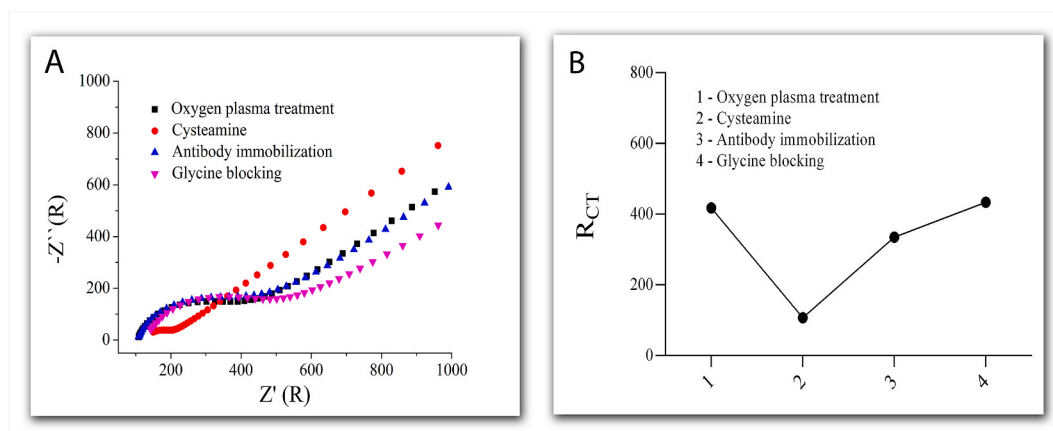 A
1000
800
600
400
200
0
-Z``(R)
Oxygen plasma treatment
Cysteamine
Antibody immobilization
Glycine blocking
200 400 600 800 1000
Z' (R)
B
800
600
400
200
0
R_CT
1 - Oxygen plasma treatment
2 - Cysteamine
3 - Antibody immobilization
4 - Glycine blocking
1 2 3 4